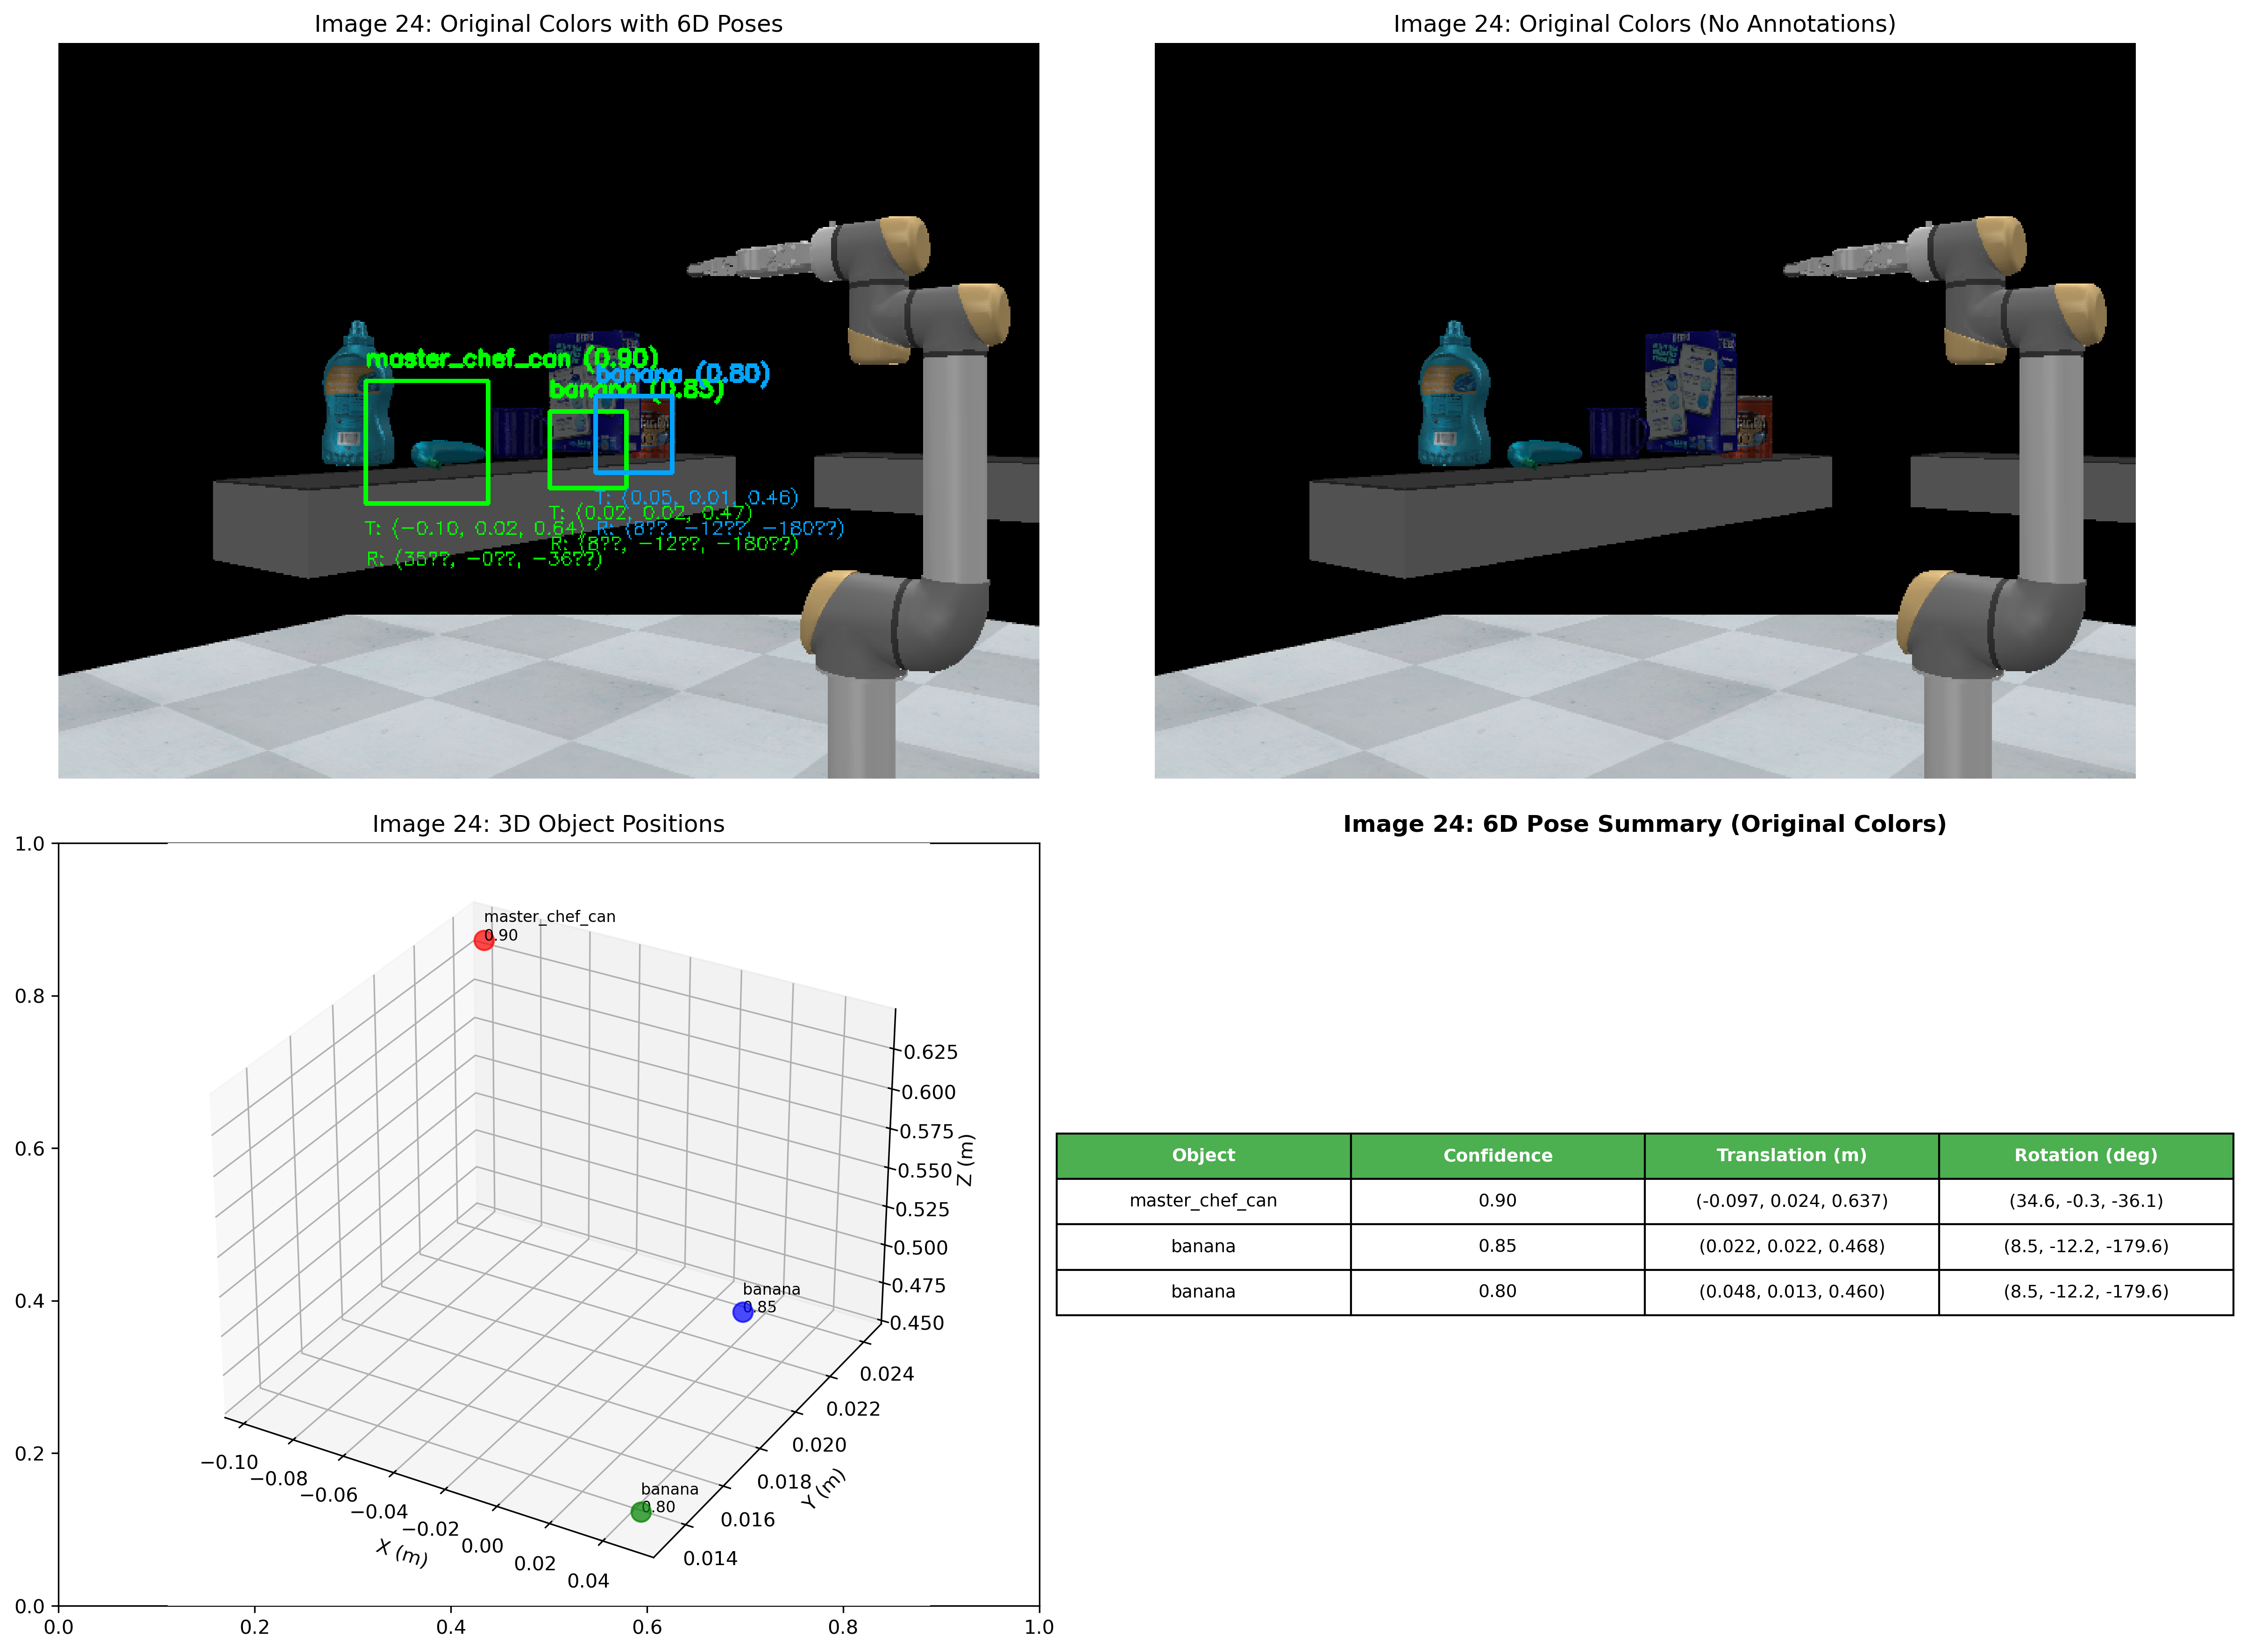 Image 24: Original Colors with 6D Poses
master_chef_can (0.90)
banana (0.80)
banana (0.85)
T: (0.05, 0.01, 0.46)
T: (0.02, 0.02, 0.47)
T: (−0.10, 0.02, 0.64)
R: (8??, −12??, −180??)
R: (8??, −12??, −180??)
R: (35??, −0??, −36??)
Image 24: Original Colors (No Annotations)
Image 24: 3D Object Positions
1.0
0.8
0.6
0.4
0.2
0.0
0.0 0.2 0.4 0.6 0.8 1.0
master_chef_can
0.90
banana
0.85
banana
0.80
0.625
0.600
0.575
0.550
0.525
0.500
0.475
0.450
Z (m)
0.024
0.022
0.020
0.018
0.016
0.014
Y (m)
−0.10
−0.08
−0.06
−0.04
−0.02
0.00
0.02
0.04
X (m)
Image 24: 6D Pose Summary (Original Colors)
Object Confidence Translation (m) Rotation (deg)
master_chef_can 0.90 (-0.097, 0.024, 0.637) (34.6, -0.3, -36.1)
banana 0.85 (0.022, 0.022, 0.468) (8.5, -12.2, -179.6)
banana 0.80 (0.048, 0.013, 0.460) (8.5, -12.2, -179.6)